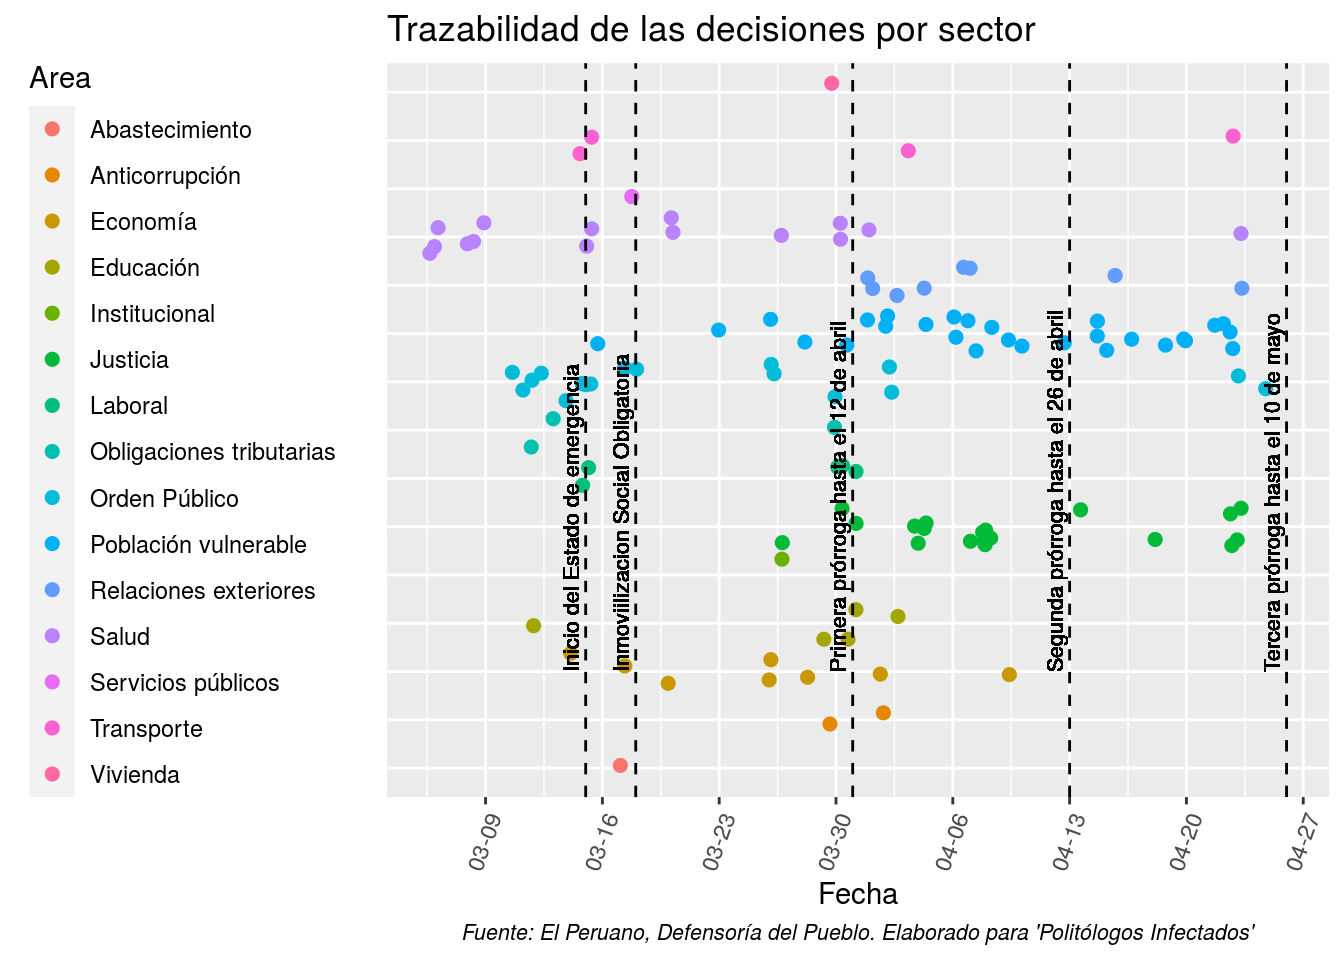 Trazabilidad de las decisiones por sector
Area
Abastecimiento
Anticorrupción
Economía
Educación
Institucional
Justicia
Laboral
Obligaciones tributarias
Orden Público
Población vulnerable
Relaciones exteriores
Salud
Servicios públicos
Transporte
Vivienda
Inicio del Estado de emergencia
Inmoviilizacion Social Obligatoria
Primera prórroga hasta el 12 de abril
Segunda prórroga hasta el 26 de abril
Tercera prórroga hasta el 10 de mayo
03-09
03-16
03-23
03-30
04-06
04-13
04-20
04-27
Fecha
Fuente: El Peruano, Defensoría del Pueblo. Elaborado para 'Politólogos Infectados'